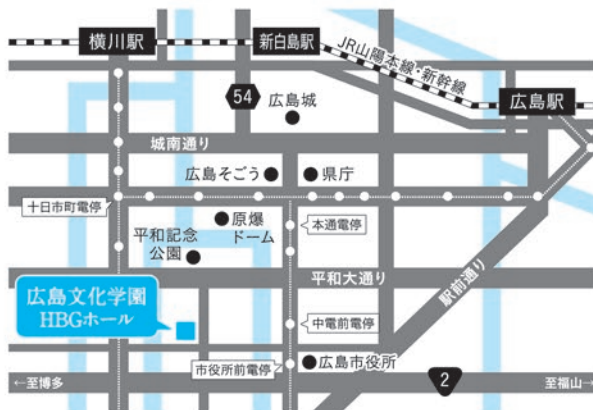 横川駅
新白島駅
JR山陽本線・新幹線
広島駅
54
広島城
城南通り
広島そごう
県庁
十日市町電停
原爆
ドーム
本通電停
平和記念
公園
平和大通り
駅前通り
広島文化学園
HBGホール
中電前電停
市役所前電停
広島市役所
←至博多
2
至福山→